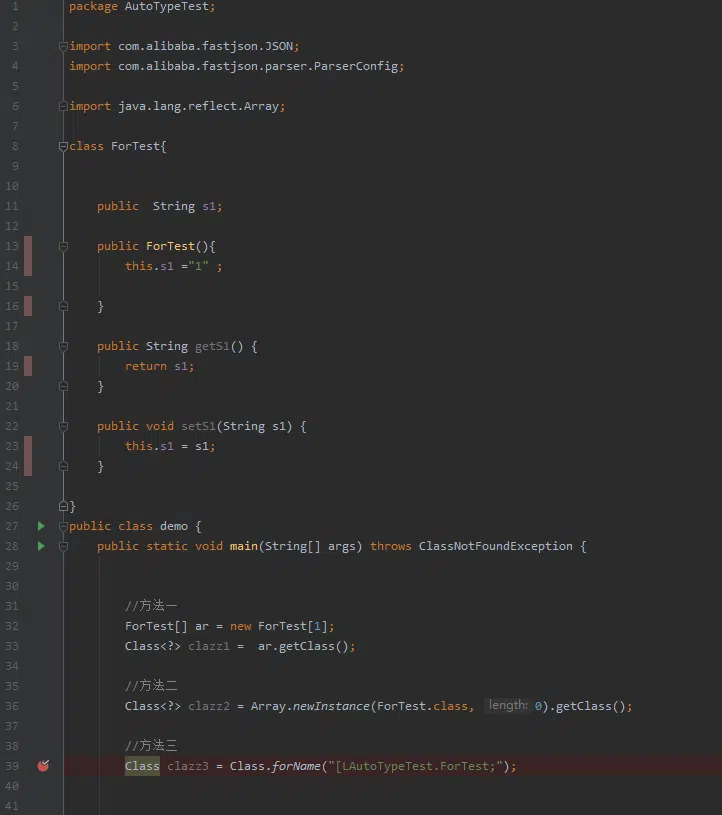 1 package AutoTypeTest;
2
3 import com.alibaba.fastjson.JSON;
4 import com.alibaba.fastjson.parser.ParserConfig;
5
6 import java.lang.reflect.Array;
7
8 class ForTest{
9
10
11 public  String s1;
12
13 public ForTest(){
14 this.s1 ="1" ;
15
16 }
17
18 public String getS1() {
19 return s1;
20 }
21
22 public void setS1(String s1) {
23 this.s1 = s1;
24 }
25
26 }
27 public class demo {
28 public static void main(String[] args) throws ClassNotFoundException {
29
30
31 //方法一
32 ForTest[] ar = new ForTest[1];
33 Class<?> clazz1 =  ar.getClass();
34
35 //方法二
36 Class<?> clazz2 = Array.newInstance(ForTest.class, length: 0).getClass();
37
38 //方法三
39 Class clazz3 = Class.forName("[LAutoTypeTest.ForTest;");
40
41